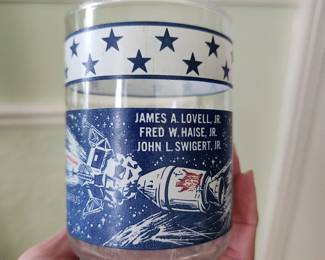 JAMES A. LOVELL, JR.
FRED W. HAISE, JR.
JOHN L. SWIGERT, JR.